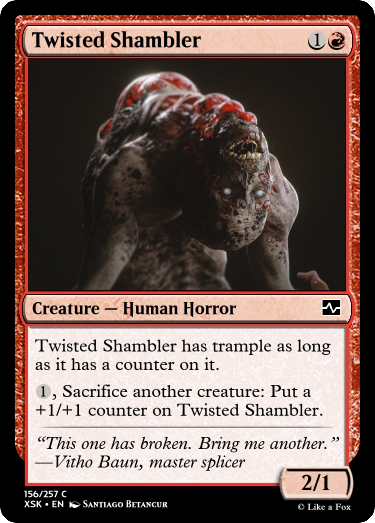 Twisted Shambler 1
Creature — Human Horror
Twisted Shambler has trample as long
as it has a counter on it.
1, Sacrifice another creature: Put a
+1/+1 counter on Twisted Shambler.
“This one has broken. Bring me another.”
—Vitho Baun, master splicer
2/1
156/257 C
XSK • EN Santiago Betancur
© Like a Fox